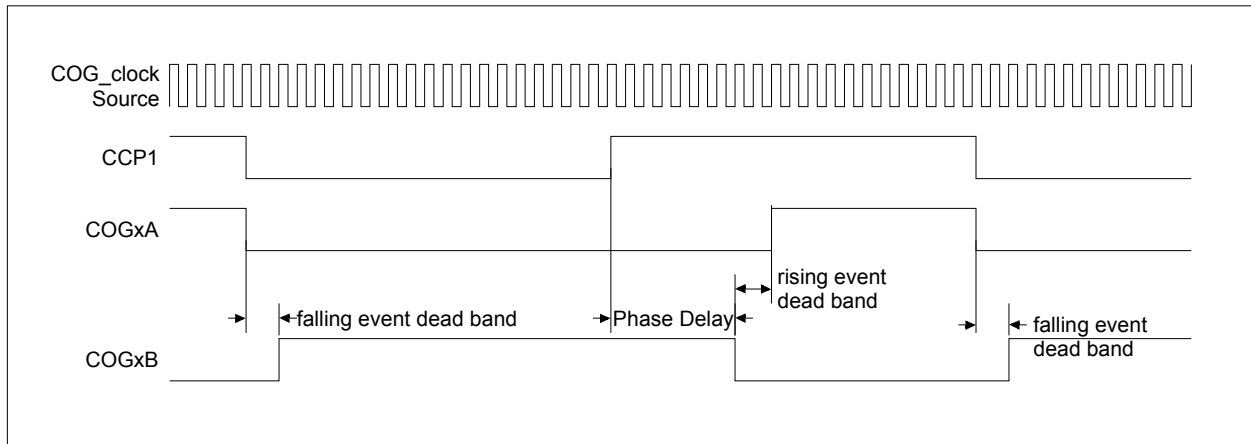 COG_clock
Source
CCP1
COGxA
rising event
dead band
falling event dead band
Phase Delay
falling event
dead band
COGxB